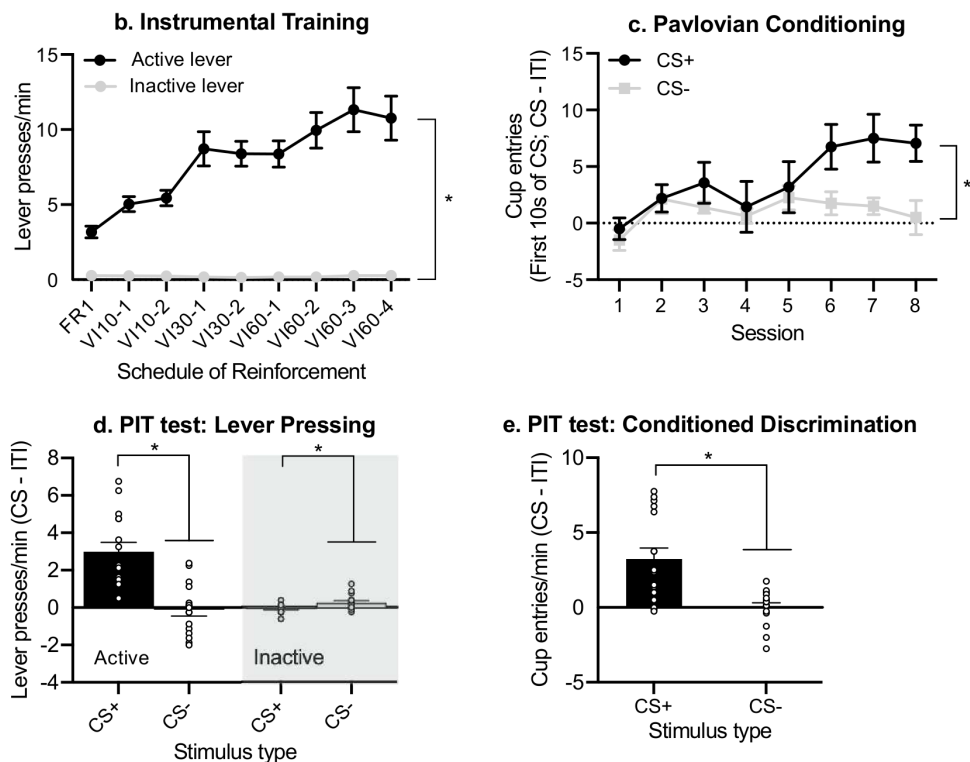 b. Instrumental Training
Active lever
Inactive lever
Lever presses/min
15
10
5
0
*
FR1
VI10-1
VI10-2
VI30-1
VI30-2
VI60-1
VI60-2
VI60-3
VI60-4
Schedule of Reinforcement
c. Pavlovian Conditioning
CS+
CS-
Cup entries
(First 10s of CS; CS - ITI)
15
10
5
0
-5
*
1 2 3 4 5 6 7 8
Session
d. PIT test: Lever Pressing
Lever presses/min (CS - ITI)
8
6
4
2
0
-2
-4
* *
Active Inactive
CS+ CS- CS+ CS-
Stimulus type
e. PIT test: Conditioned Discrimination
Cup entries/min (CS - ITI)
10
5
0
-5
*
CS+ CS-
Stimulus type